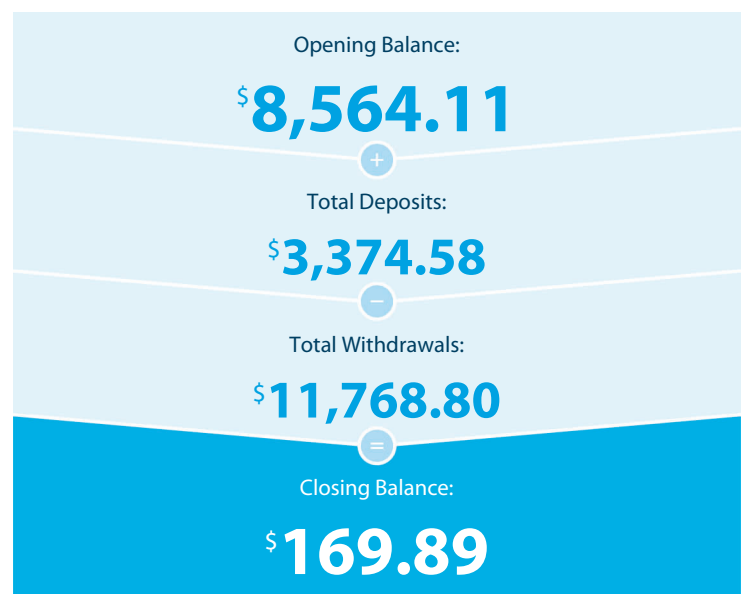 Opening Balance:
$8,564.11
+
Total Deposits:
$3,374.58
−
Total Withdrawals:
$11,768.80
=
Closing Balance:
$169.89